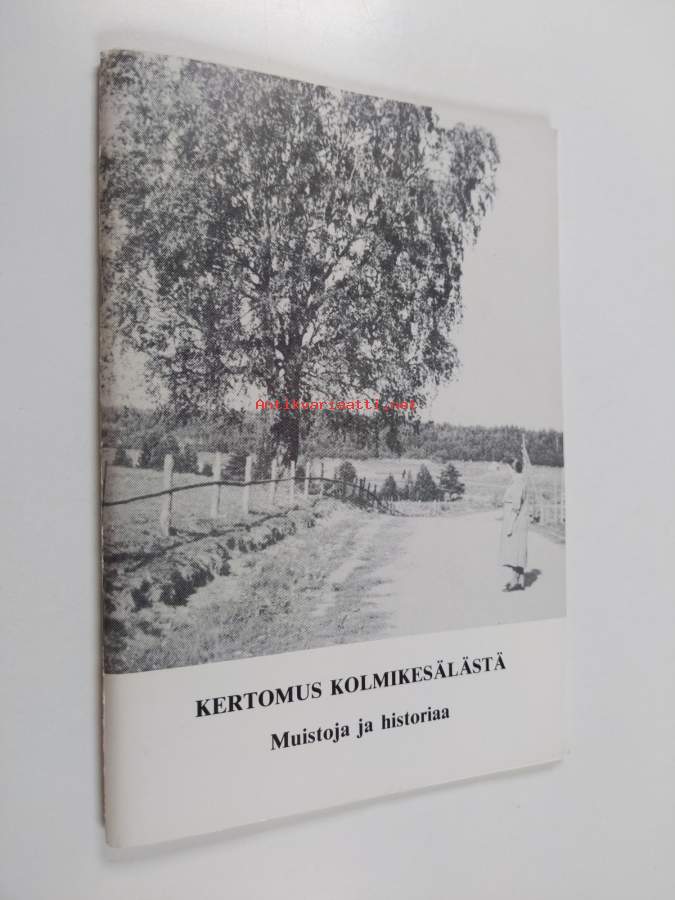 Antikvariaatti.net
KERTOMUS KOLMIKESÄLÄSTÄ
Muistoja ja historiaa